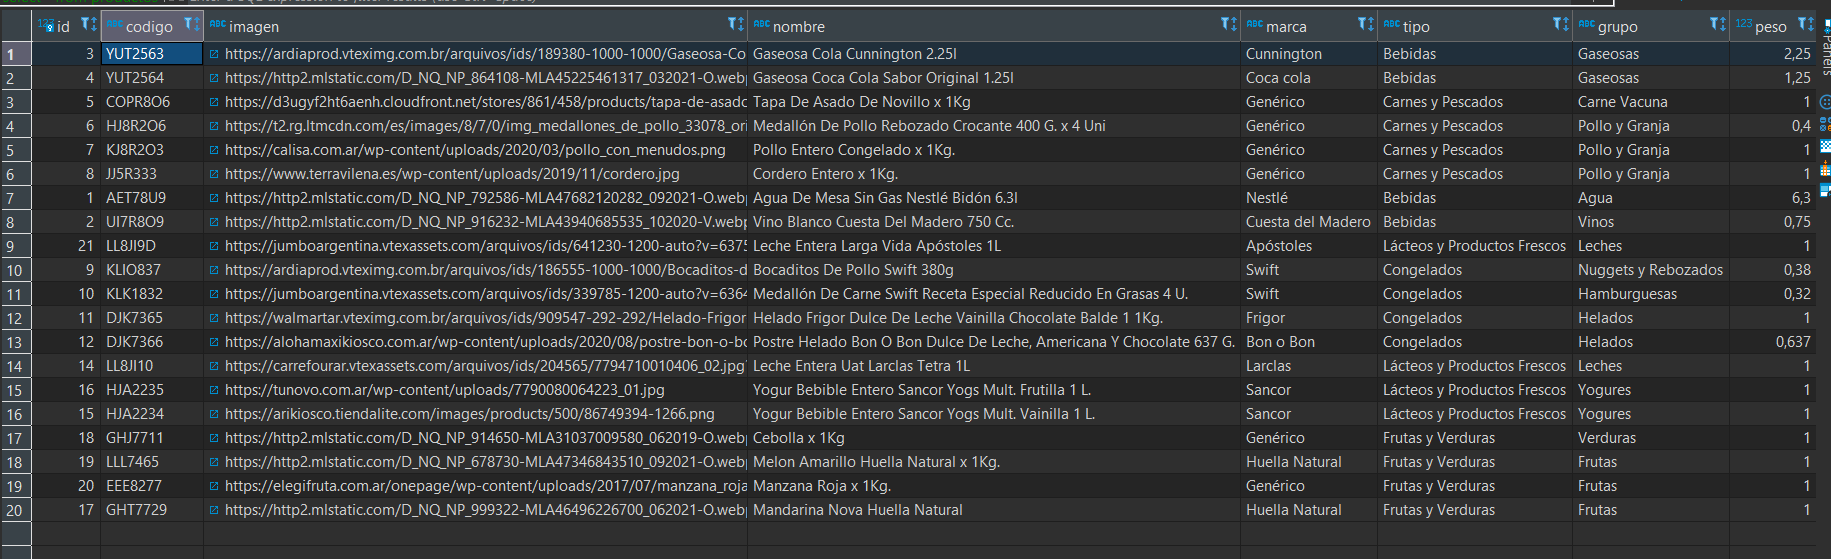 id codigo imagen nombre marca tipo grupo peso
1 3 YUT2563 https://ardiaprod.vteximg.com.br/arquivos/ids/189380-1000-1000/Gaseosa-Co Gaseosa Cola Cunnington 2.25l Cunnington Bebidas Gaseosas 2,25
2 4 YUT2564 https://http2.mlstatic.com/D_NQ_NP_864108-MLA45225461317_032021-O.webp Gaseosa Coca Cola Sabor Original 1.25l Coca cola Bebidas Gaseosas 1,25
3 5 COPR8O6 https://d3ugyf2ht6aenh.cloudfront.net/stores/861/458/products/tapa-de-asado Tapa De Asado De Novillo x 1Kg Genérico Carnes y Pescados Carne Vacuna 1
4 6 HJ8R2O6 https://t2.rg.ltmcdn.com/es/images/8/7/0/img_medallones_de_pollo_33078_ori Medallón De Pollo Rebozado Crocante 400 G. x 4 Uni Genérico Carnes y Pescados Pollo y Granja 0,4
5 7 KJ8R2O3 https://calisa.com.ar/wp-content/uploads/2020/03/pollo_con_menudos.png Pollo Entero Congelado x 1Kg. Genérico Carnes y Pescados Pollo y Granja 1
6 8 JJ5R333 https://www.terravilena.es/wp-content/uploads/2019/11/cordero.jpg Cordero Entero x 1Kg. Genérico Carnes y Pescados Pollo y Granja 1
7 1 AET78U9 https://http2.mlstatic.com/D_NQ_NP_792586-MLA47682120282_092021-O.webp Agua De Mesa Sin Gas Nestlé Bidón 6.3l Nestlé Bebidas Agua 6,3
8 2 UI7R8O9 https://http2.mlstatic.com/D_NQ_NP_916232-MLA43940685535_102020-V.webp Vino Blanco Cuesta Del Madero 750 Cc. Cuesta del Madero Bebidas Vinos 0,75
9 21 LL8JI9D https://jumboargentina.vtexassets.com/arquivos/ids/641230-1200-auto?v=6375 Leche Entera Larga Vida Apóstoles 1L Apóstoles Lácteos y Productos Frescos Leches 1
10 9 KLIO837 https://ardiaprod.vteximg.com.br/arquivos/ids/186555-1000-1000/Bocaditos-d Bocaditos De Pollo Swift 380g Swift Congelados Nuggets y Rebozados 0,38
11 10 KLK1832 https://jumboargentina.vtexassets.com/arquivos/ids/339785-1200-auto?v=6364 Medallón De Carne Swift Receta Especial Reducido En Grasas 4 U. Swift Congelados Hamburguesas 0,32
12 11 DJK7365 https://walmartar.vteximg.com.br/arquivos/ids/909547-292-292/Helado-Frigor Helado Frigor Dulce De Leche Vainilla Chocolate Balde 1 1Kg. Frigor Congelados Helados 1
13 12 DJK7366 https://alohamaxikiosco.com.ar/wp-content/uploads/2020/08/postre-bon-o-bo Postre Helado Bon O Bon Dulce De Leche, Americana Y Chocolate 637 G. Bon o Bon Congelados Helados 0,637
14 14 LL8JI10 https://carrefourar.vtexassets.com/arquivos/ids/204565/7794710010406_02.jpg? Leche Entera Uat Larclas Tetra 1L Larclas Lácteos y Productos Frescos Leches 1
15 16 HJA2235 https://tunovo.com.ar/wp-content/uploads/7790080064223_01.jpg Yogur Bebible Entero Sancor Yogs Mult. Frutilla 1 L. Sancor Lácteos y Productos Frescos Yogures 1
16 15 HJA2234 https://arikiosco.tiendalite.com/images/products/500/86749394-1266.png Yogur Bebible Entero Sancor Yogs Mult. Vainilla 1 L. Sancor Lácteos y Productos Frescos Yogures 1
17 18 GHJ7711 https://http2.mlstatic.com/D_NQ_NP_914650-MLA31037009580_062019-O.webp Cebolla x 1Kg Genérico Frutas y Verduras Verduras 1
18 19 LLL7465 https://http2.mlstatic.com/D_NQ_NP_678730-MLA47346843510_092021-O.webp Melon Amarillo Huella Natural x 1Kg. Huella Natural Frutas y Verduras Frutas 1
19 20 EEE8277 https://elegifruta.com.ar/onepage/wp-content/uploads/2017/07/manzana_roja Manzana Roja x 1Kg. Genérico Frutas y Verduras Frutas 1
20 17 GHT7729 https://http2.mlstatic.com/D_NQ_NP_999322-MLA46496226700_062021-O.webp Mandarina Nova Huella Natural Huella Natural Frutas y Verduras Frutas 1
Panels